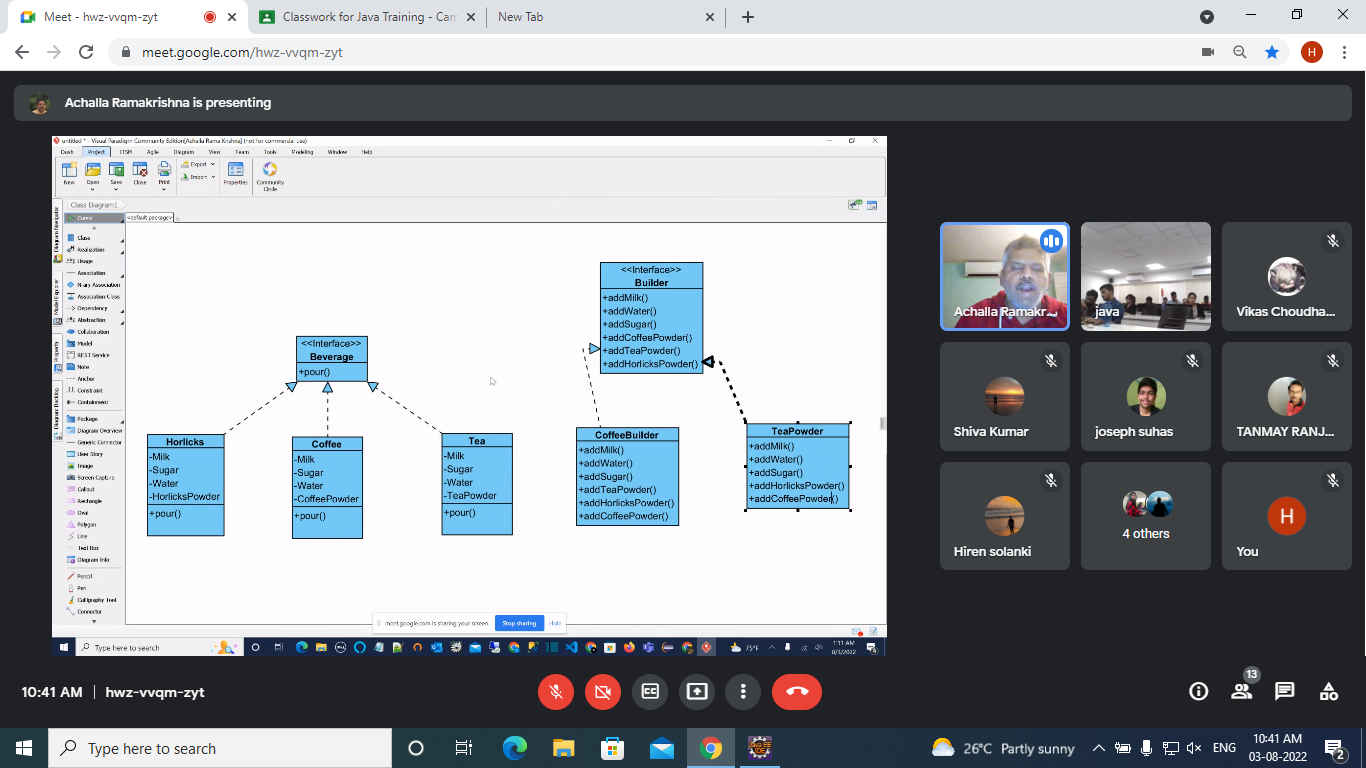 Meet - hwz-vvqm-zyt
Classwork for Java Training - Cam
New Tab
meet.google.com/hwz-vvqm-zyt
H
Achalla Ramakrishna is presenting
untitled * - Visual Paradigm Community Edition[Achalla Rama Krishna] (not for commercial use)
Dash Project ITSM Agile Diagram View Team Tools Modeling Window Help
New Open Save Close Print Export Import Properties Community Circle
Class Diagram1
Cursor
<default package>
Diagram Navigator
Model Explorer
Property
Diagram Backlog
Class
Realization
Usage
Association
N-ary Association
Association Class
Dependency
Abstraction
Collaboration
Model
REST Service
Note
Anchor
Constraint
Containment
Package
Diagram Overview
Generic Connector
User Story
Image
Screen Capture
Callout
Rectangle
Oval
Polygon
Line
Text Box
Diagram Info
Pencil
Pen
Calligraphy Tool
Connector
<<Interface>>
Beverage
+pour()
Horlicks
-Milk
-Sugar
-Water
-HorlicksPowder
+pour()
Coffee
-Milk
-Sugar
-Water
-CoffeePowder
+pour()
Tea
-Milk
-Sugar
-Water
-TeaPowder
+pour()
<<Interface>>
Builder
+addMilk()
+addWater()
+addSugar()
+addCoffeePowder()
+addTeaPowder()
+addHorlicksPowder()
CoffeeBuilder
+addMilk()
+addWater()
+addSugar()
+addTeaPowder()
+addHorlicksPowder()
+addCoffeePowder()
TeaPowder
+addMilk()
+addWater()
+addSugar()
+addHorlicksPowder()
+addCoffeePowder()
meet.google.com is sharing your screen.
Stop sharing
Hide
Type here to search
75°F
1:11 AM
8/3/2022
Achalla Ramakr...
java
Vikas Choudha...
Shiva Kumar
joseph suhas
TANMAY RANJ...
Hiren solanki
4 others
H
You
10:41 AM | hwz-vvqm-zyt
13
Type here to search
26°C Partly sunny
ENG
10:41 AM
03-08-2022
2